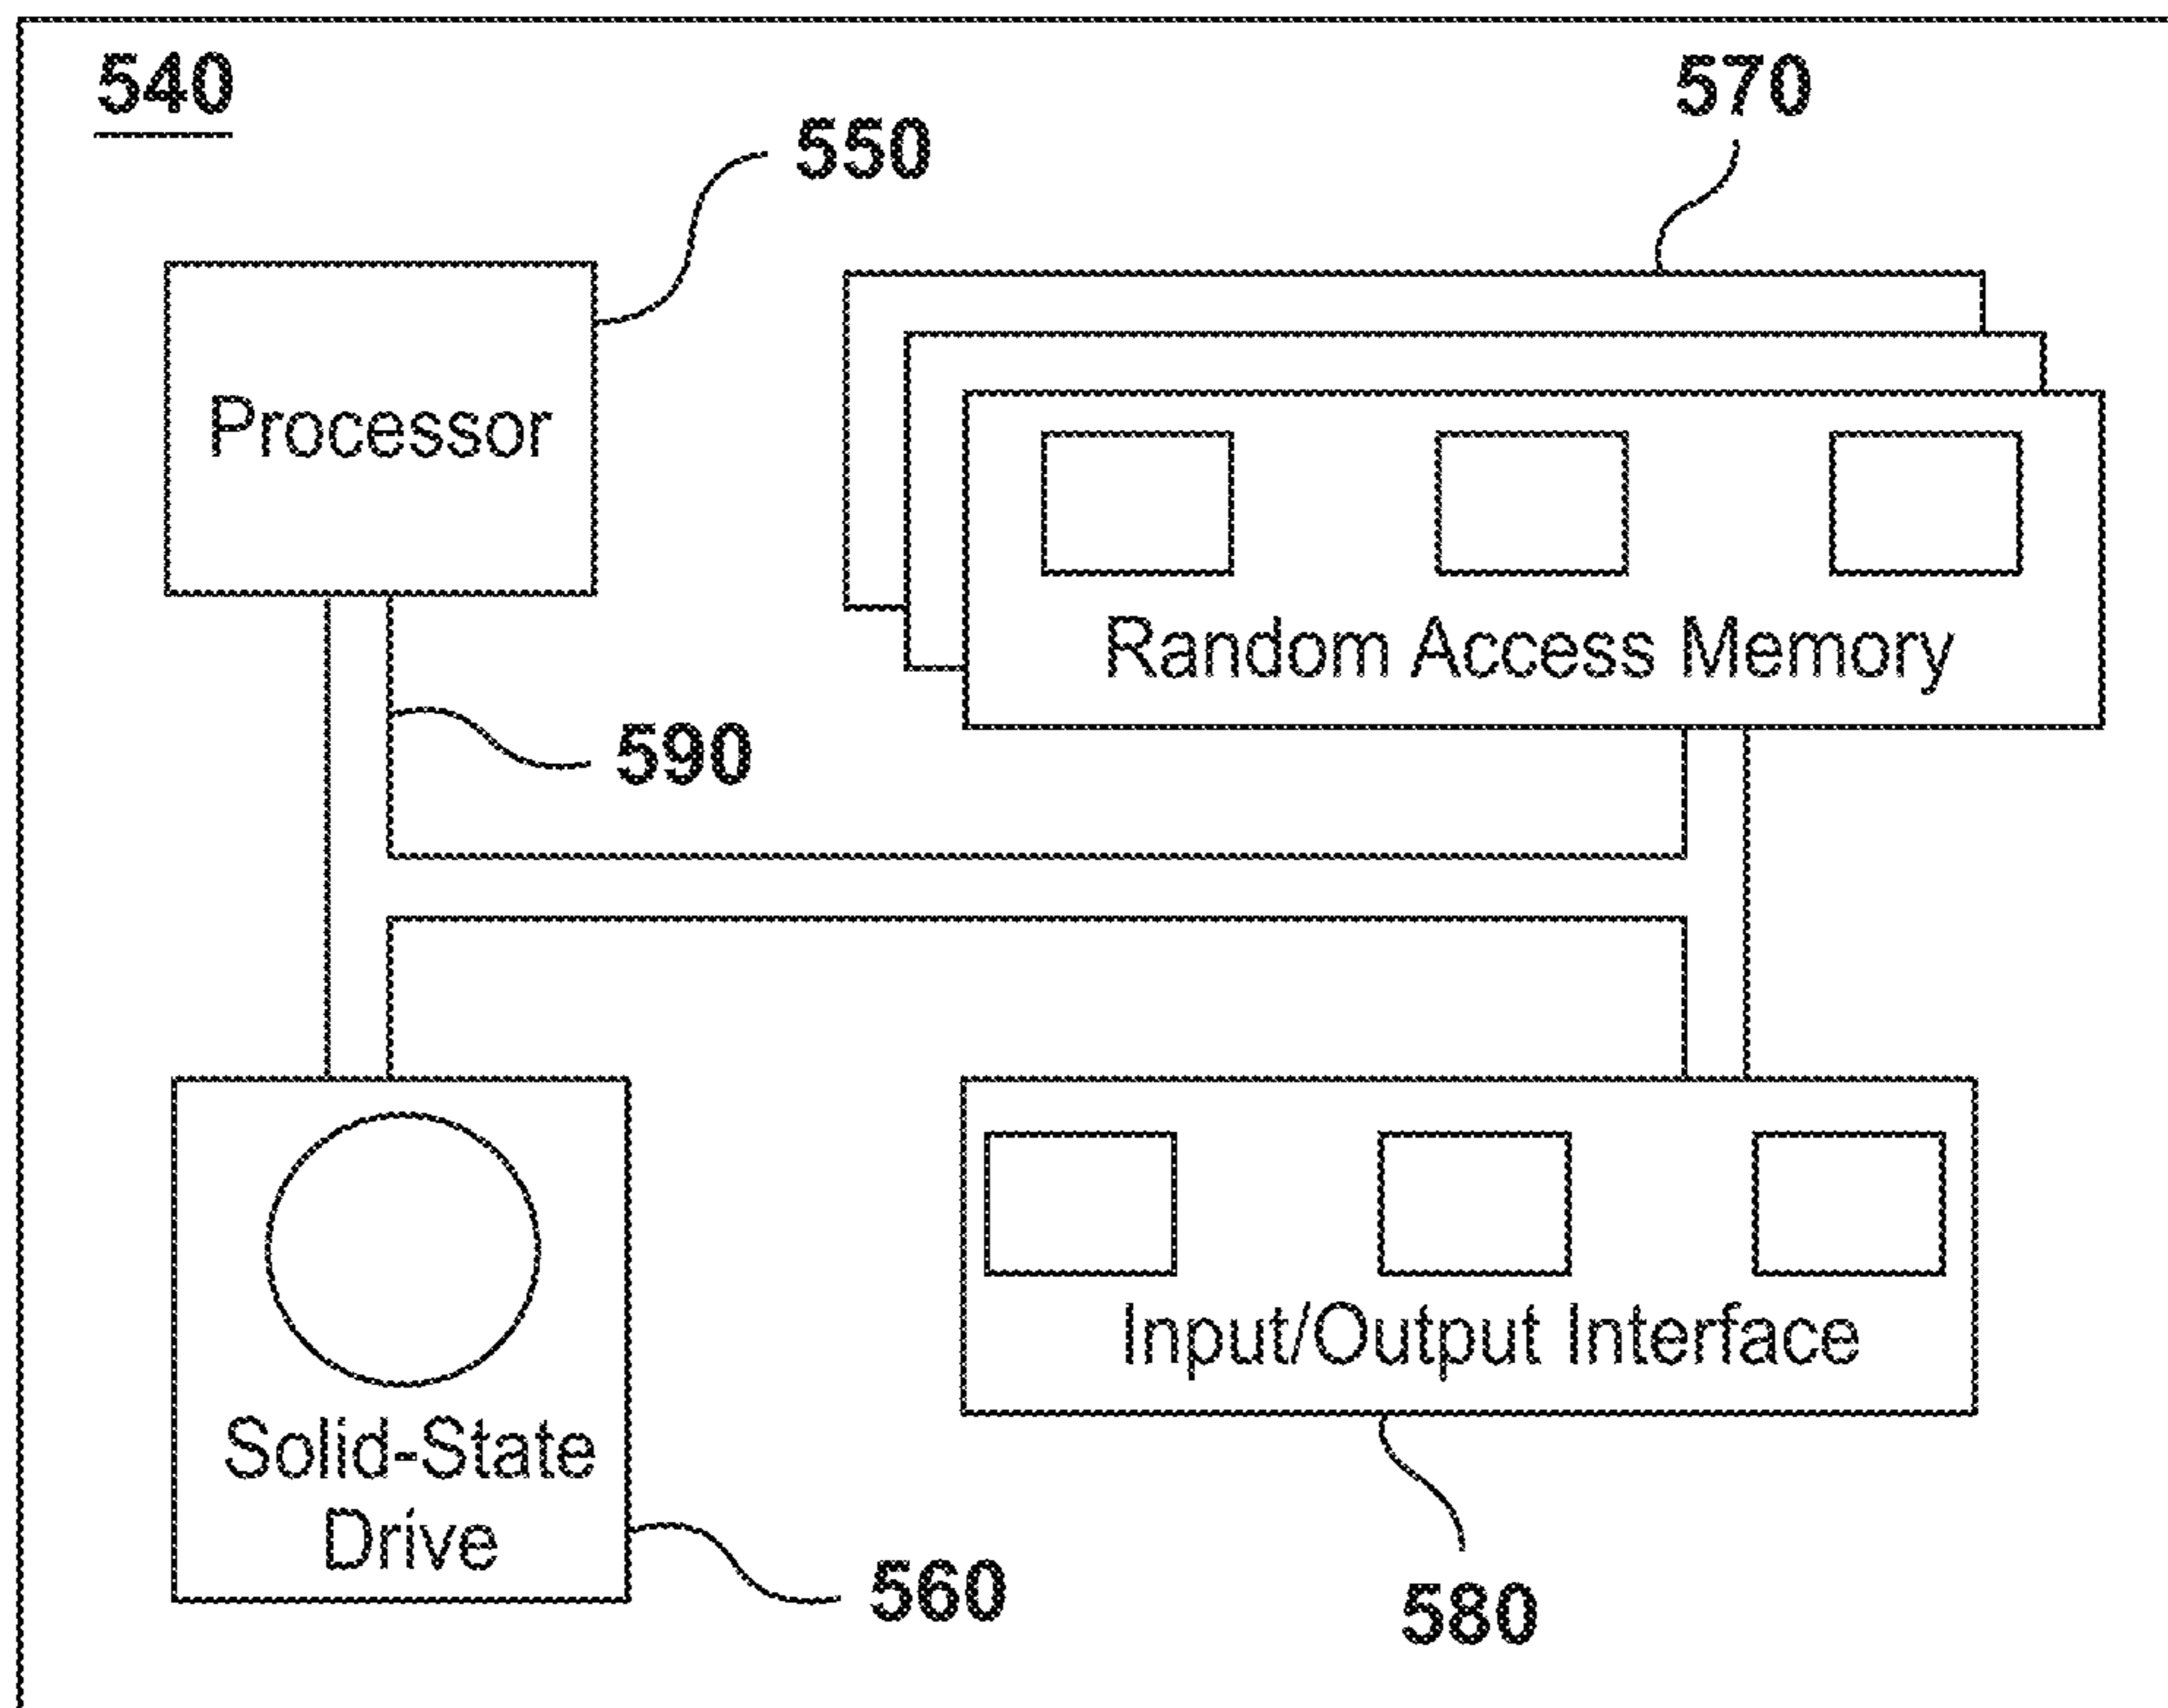 540
570
550
Processor
Random Access Memory
590
Input/Output Interface
Solid-State
Drive
560
580